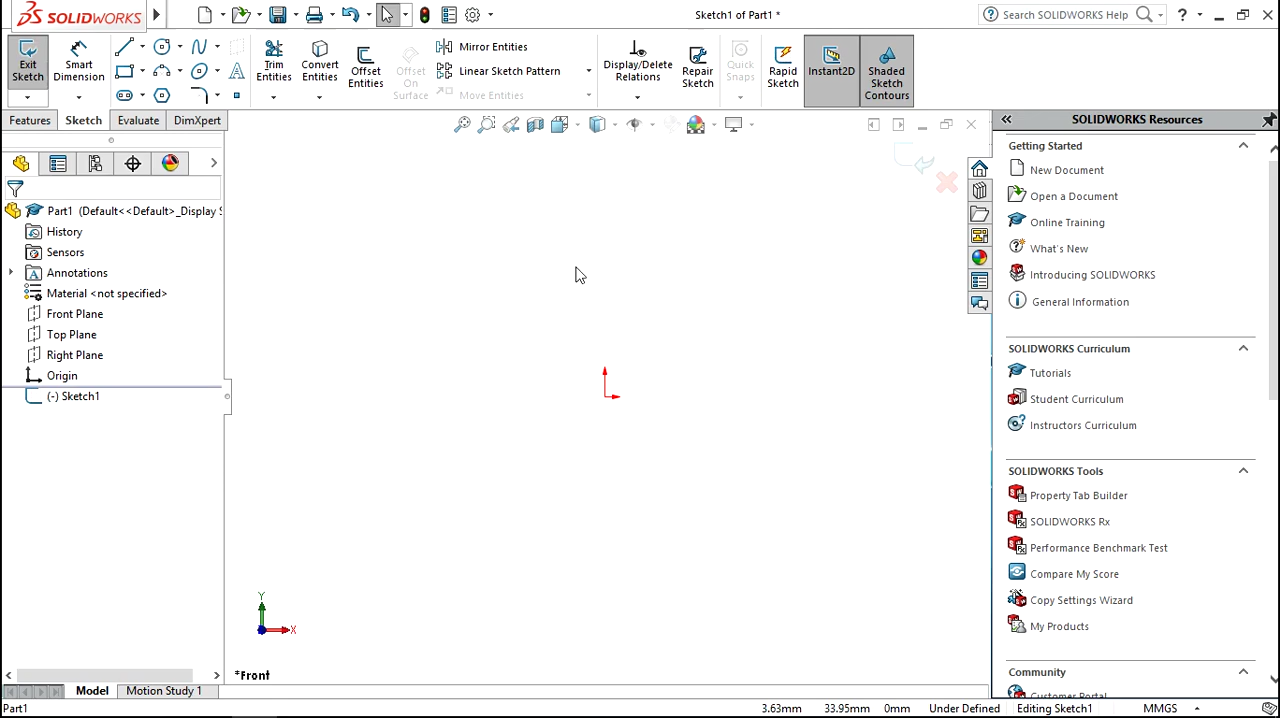 SOLIDWORKS
Sketch1 of Part1 *
Search SOLIDWORKS Help
?
Exit Sketch
Smart Dimension
Trim Entities
Convert Entities
Offset Entities
Offset On Surface
Mirror Entities
Linear Sketch Pattern
Move Entities
Display/Delete Relations
Repair Sketch
Quick Snaps
Rapid Sketch
Instant2D
Shaded Sketch Contours
Features
Sketch
Evaluate
DimXpert
Part1 (Default<<Default>_Display S
History
Sensors
Annotations
Material <not specified>
Front Plane
Top Plane
Right Plane
Origin
(-) Sketch1
Y
X
*Front
SOLIDWORKS Resources
Getting Started
New Document
Open a Document
Online Training
What's New
Introducing SOLIDWORKS
General Information
SOLIDWORKS Curriculum
Tutorials
Student Curriculum
Instructors Curriculum
SOLIDWORKS Tools
Property Tab Builder
SOLIDWORKS Rx
Performance Benchmark Test
Compare My Score
Copy Settings Wizard
My Products
Community
Customer Portal
Model
Motion Study 1
Part1
3.63mm
33.95mm
0mm
Under Defined
Editing Sketch1
MMGS